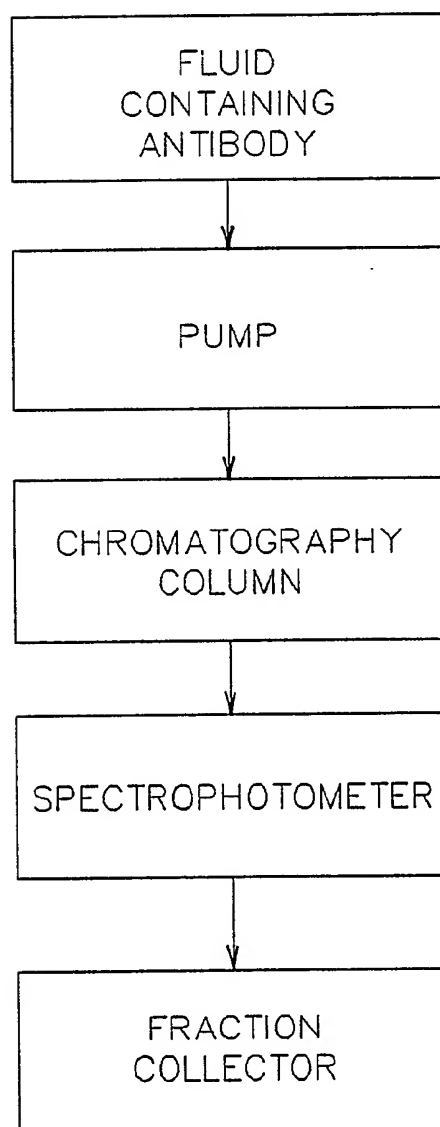 FLUID
CONTAINING
ANTIBODY
PUMP
CHROMATOGRAPHY
COLUMN
SPECTROPHOTOMETER
FRACTION
COLLECTOR